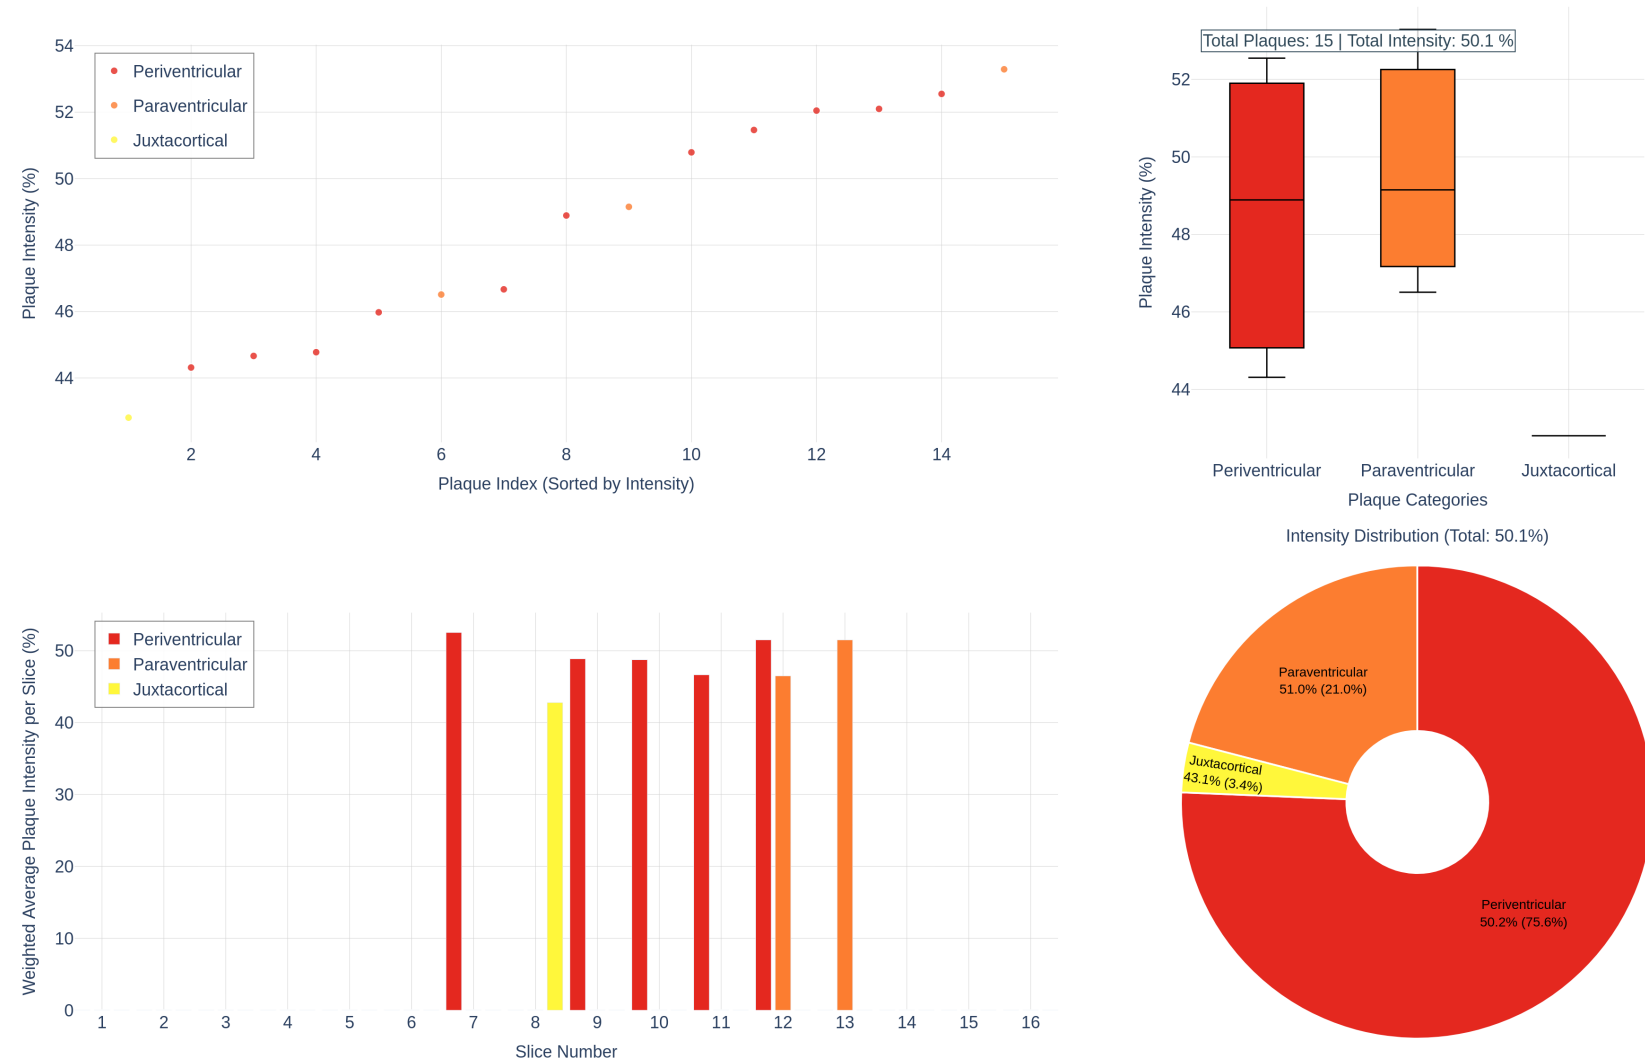 54
52
50
48
46
44
Plaque Intensity (%)
Periventricular
Paraventricular
Juxtacortical
2
4
6
8
10
12
14
Plaque Index (Sorted by Intensity)
Total Plaques: 15 | Total Intensity: 50.1 %
52
50
48
46
44
Plaque Intensity (%)
Periventricular
Paraventricular
Juxtacortical
Plaque Categories
Weighted Average Plaque Intensity per Slice (%)
50
40
30
20
10
0
Periventricular
Paraventricular
Juxtacortical
1
2
3
4
5
6
7
8
9
10
11
12
13
14
15
16
Slice Number
Intensity Distribution (Total: 50.1%)
Paraventricular
51.0% (21.0%)
Juxtacortical
43.1% (3.4%)
Periventricular
50.2% (75.6%)